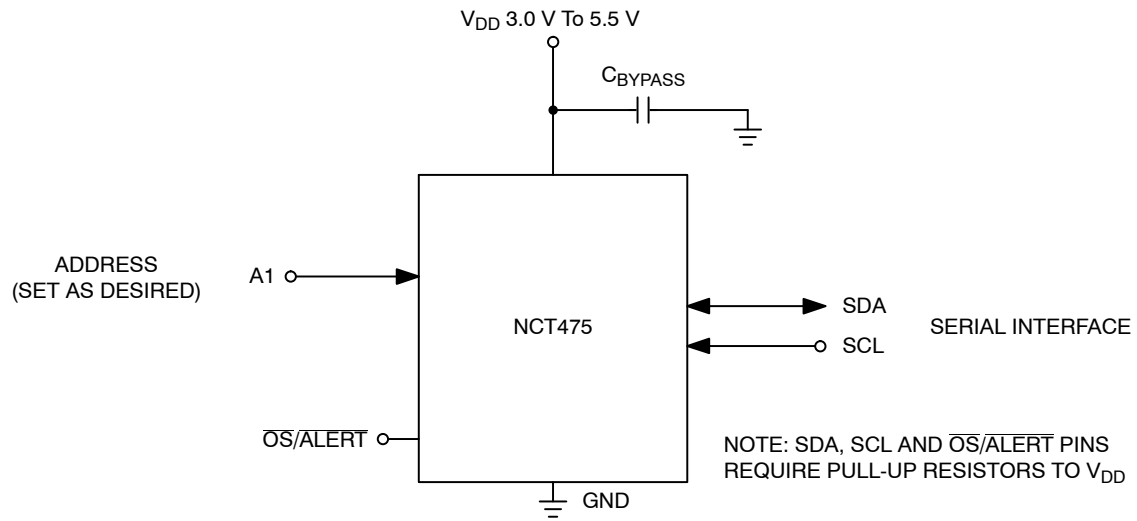 VDD 3.0 V To 5.5 V
CBYPASS
ADDRESS
(SET AS DESIRED)
A1
NCT475
SDA
SCL
SERIAL INTERFACE
OS/ALERT
NOTE: SDA, SCL AND OS/ALERT PINS
REQUIRE PULL-UP RESISTORS TO VDD
GND